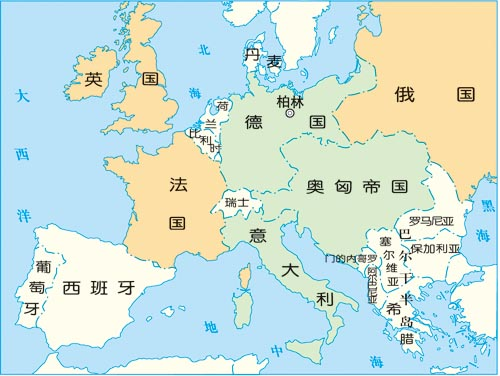 大西洋
北海
丹麦
英国
荷兰
比利时
柏林
德国
俄国
法国
瑞士
奥匈帝国
意大利
葡萄牙
西班牙
罗马尼亚
塞尔维亚
保加利亚
门的内哥罗
阿尔巴尼亚
巴尔干半岛
希腊
黑海
地中海